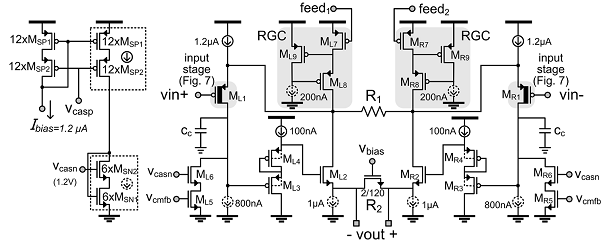 feed1 feed2
12xMSP1 12xMSP1
12xMSP2 12xMSP2
Vcasp
Ibias=1.2 µA
Vcasn
(1.2V)
6xMSN2
6xMSN1
1.2µA RGC ML7 MR7 RGC 1.2µA
ML9 MR9
ML8 MR8
input
stage
(Fig. 7)
input
stage
(Fig. 7)
vin+ ML1 200nA R1 200nA MR1 vin-
Cc 100nA Vbias 100nA Cc
ML4 MR4
Vcasn ML6 ML3 ML2 MR2 MR3 MR6 Vcasn
2/120
R2
Vcmfb ML5 800nA 1µA 1µA 800nA MR5 Vcmfb
- vout +